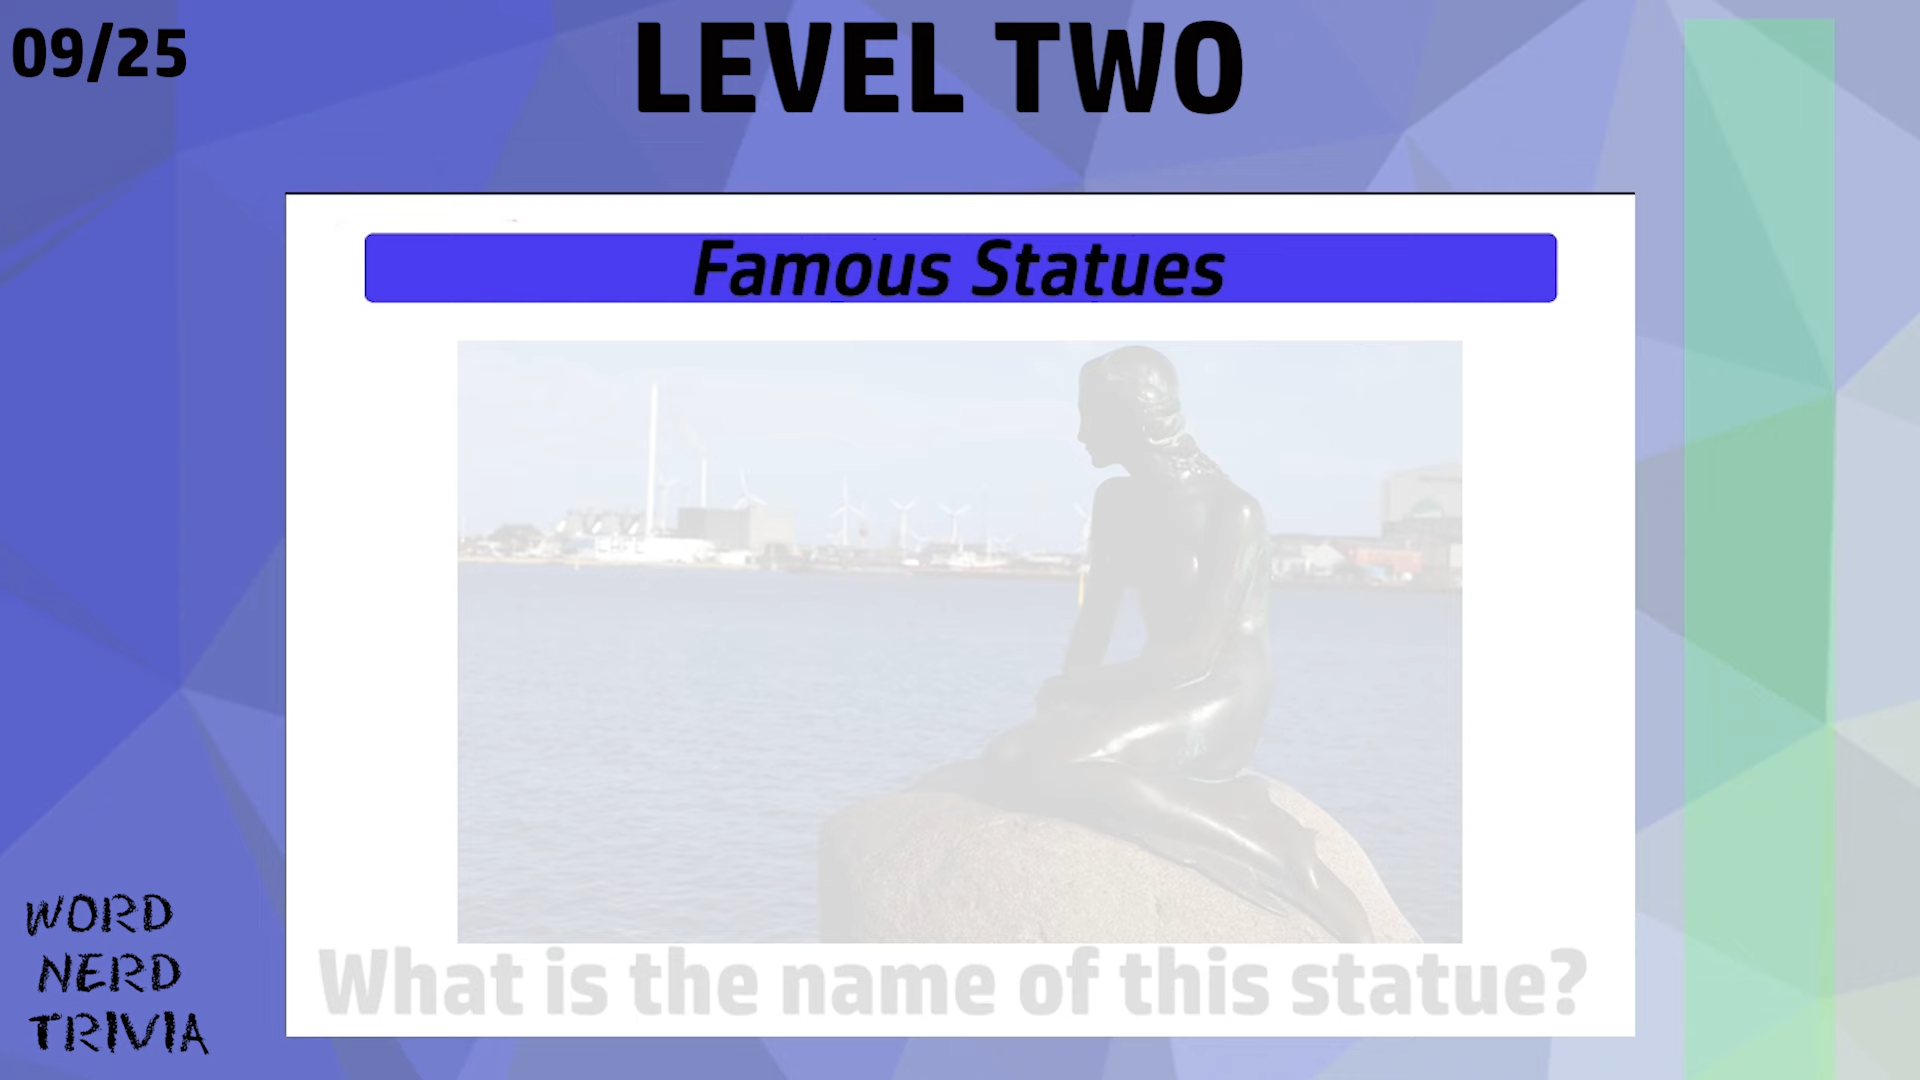 09/25
LEVEL TWO
Famous Statues
What is the name of this statue?
WORD
NERD
TRIVIA